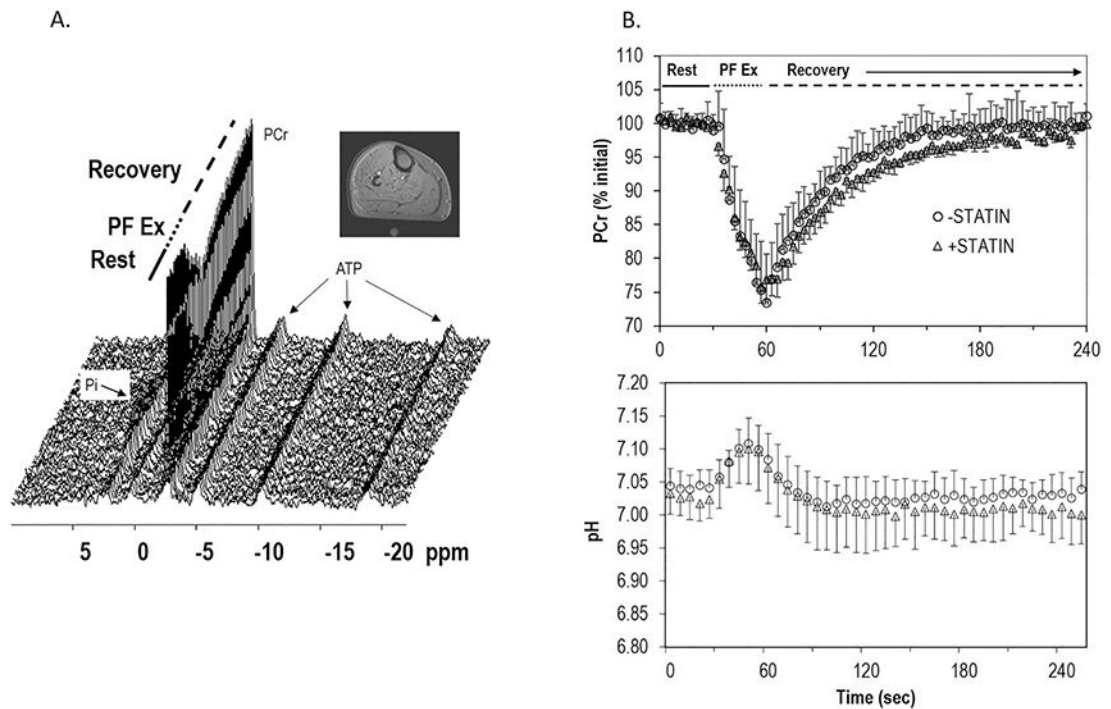 A.
PCr
Recovery
PF Ex
Rest
ATP
Pi
5 0 -5 -10 -15 -20 ppm
B.
110
105
100
95
90
85
80
75
70
PCr (% initial)
Rest PF Ex Recovery
-STATIN
+STATIN
0 60 120 180 240
7.20
7.15
7.10
7.05
7.00
6.95
6.90
6.85
6.80
pH
0 60 120 180 240
Time (sec)